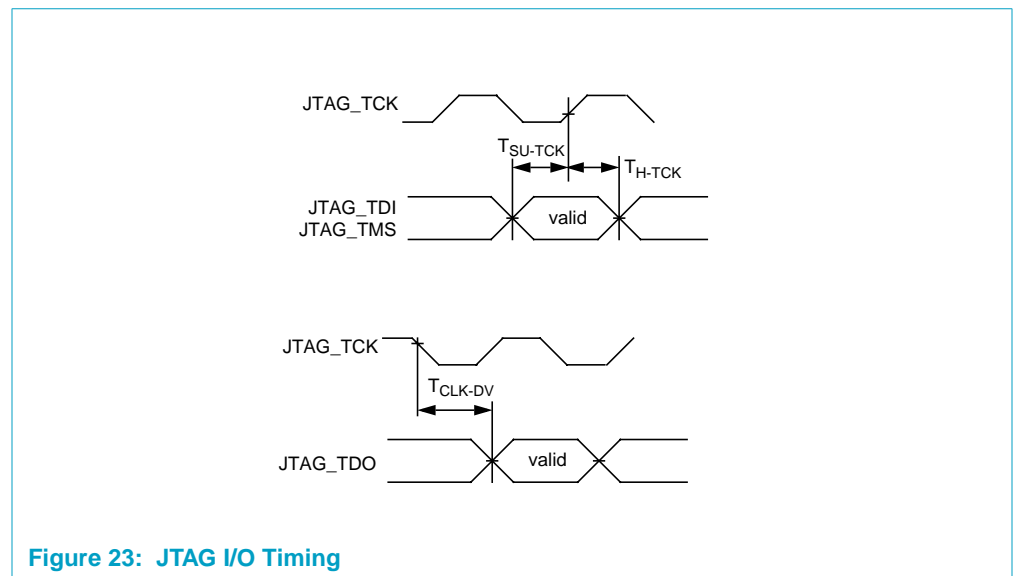 JTAG_TCK
TSU-TCK
TH-TCK
JTAG_TDI
JTAG_TMS
valid
JTAG_TCK
TCLK-DV
JTAG_TDO
valid
Figure 23: JTAG I/O Timing